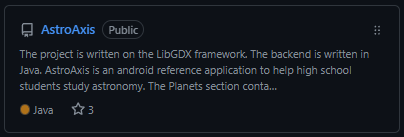 AstroAxis Public
The project is written on the LibGDX framework. The backend is written in
Java. AstroAxis is an android reference application to help high school
students study astronomy. The Planets section conta...
Java 3